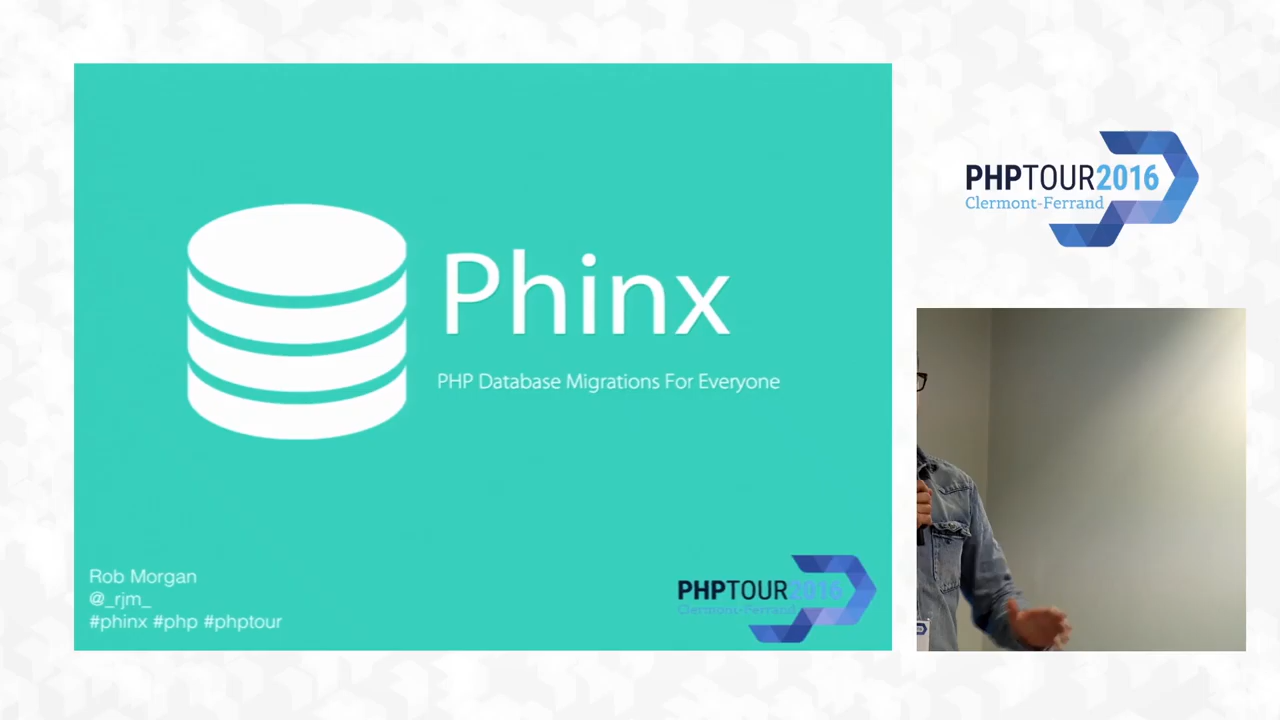 Phinx
PHP Database Migrations For Everyone
Rob Morgan
@_rjm_
#phinx #php #phptour
PHPTOUR2016
Clermont-Ferrand
PHPTOUR2016
Clermont-Ferrand